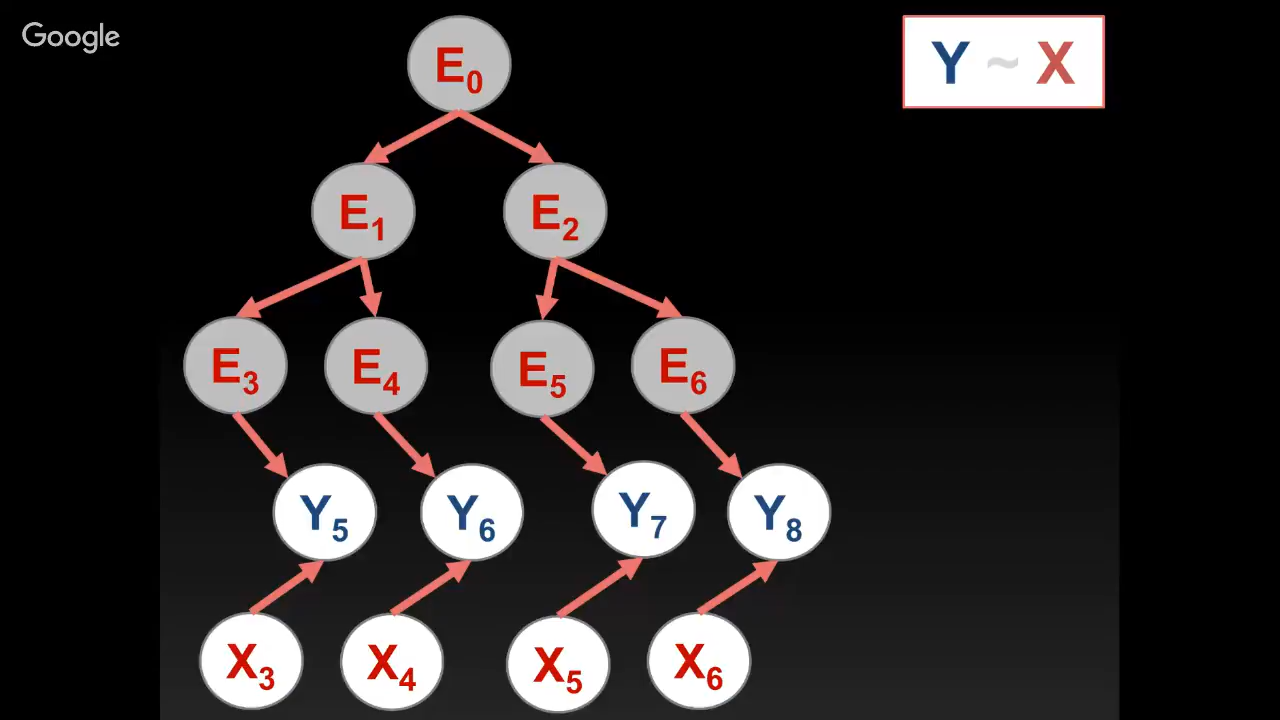 Google
E₀
Y ~ X
E₁ E₂
E₃ E₄ E₅ E₆
Y₅ Y₆ Y₇ Y₈
X₃ X₄ X₅ X₆